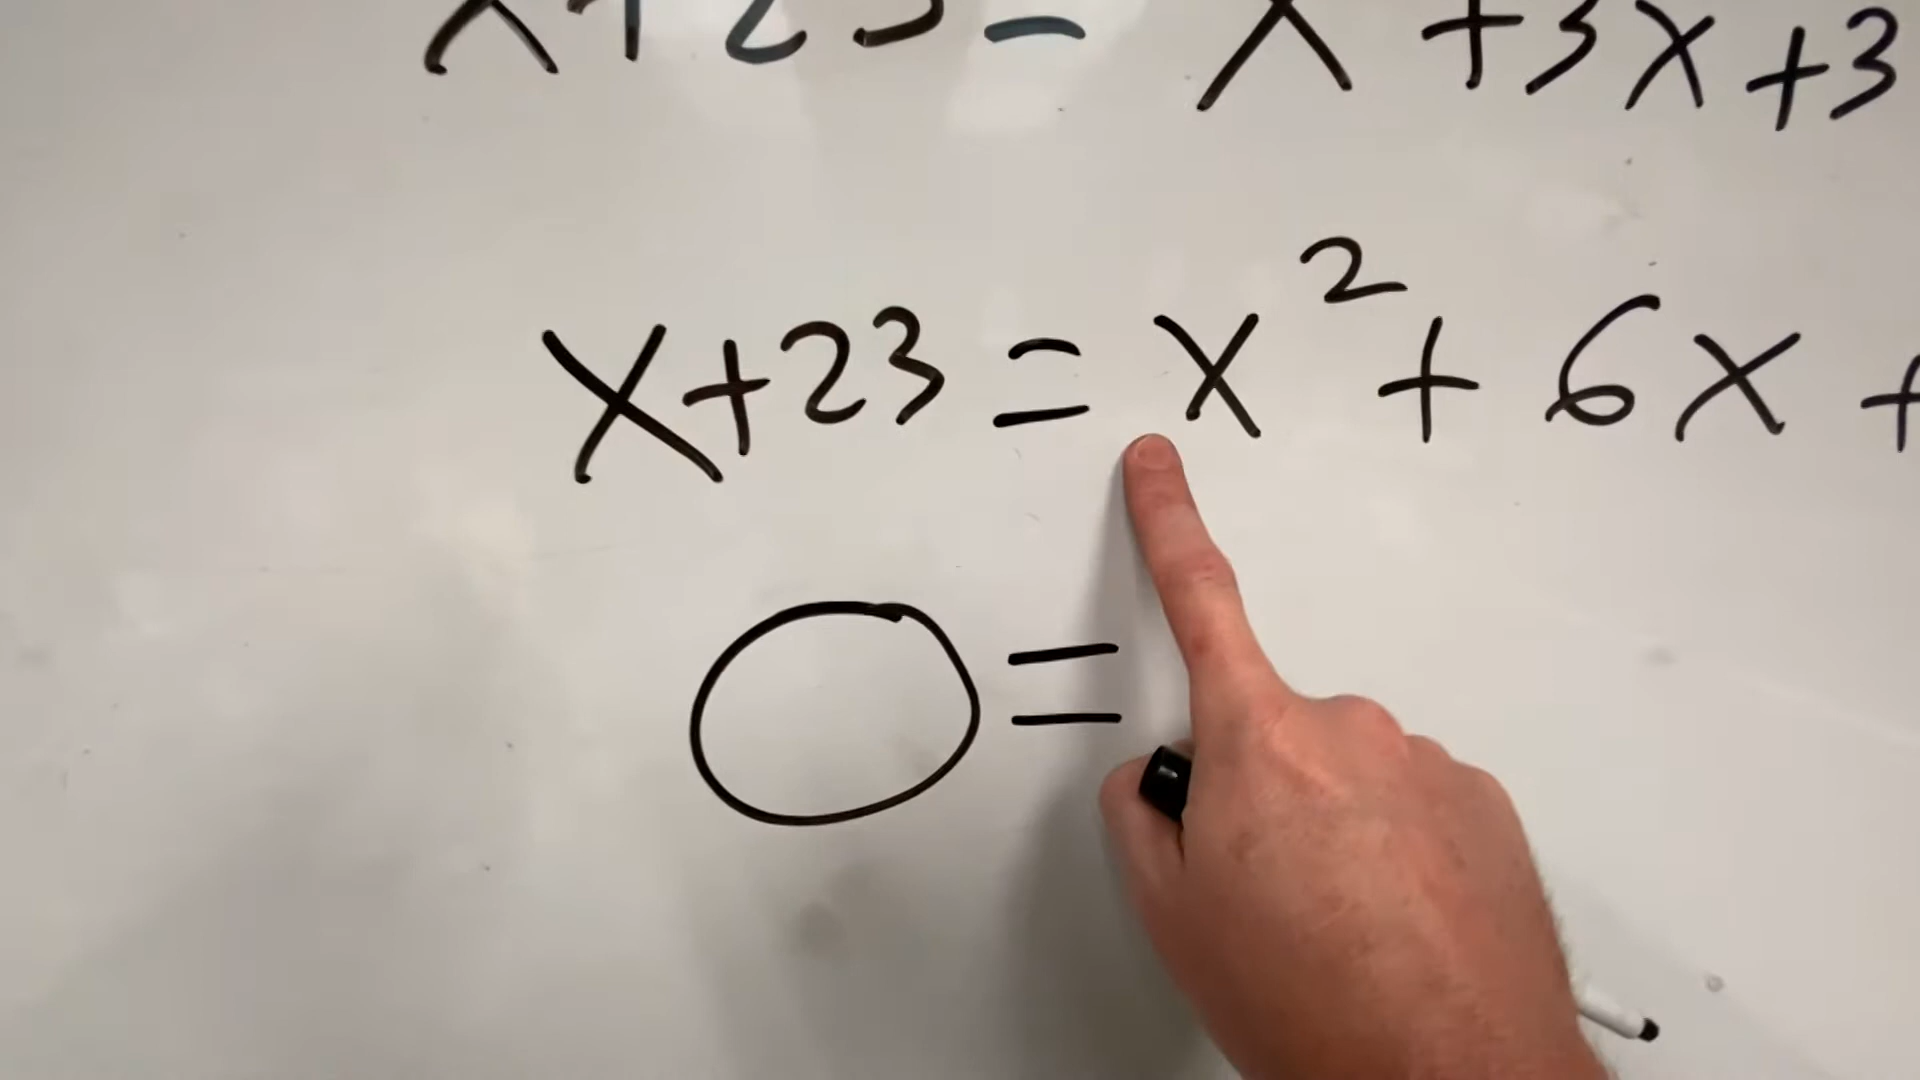 x+23= x +3x+3
x+23 = x² + 6x +
0 =